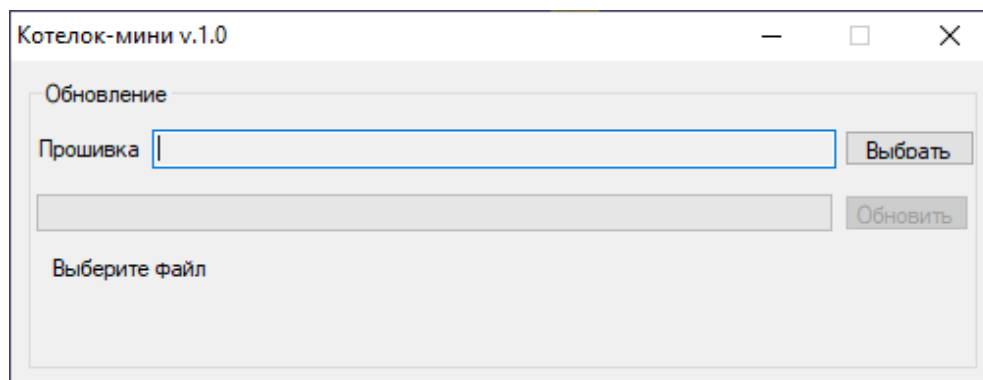 Котелок-мини v.1.0
Обновление
Прошивка Выбрать
Обновить
Выберите файл